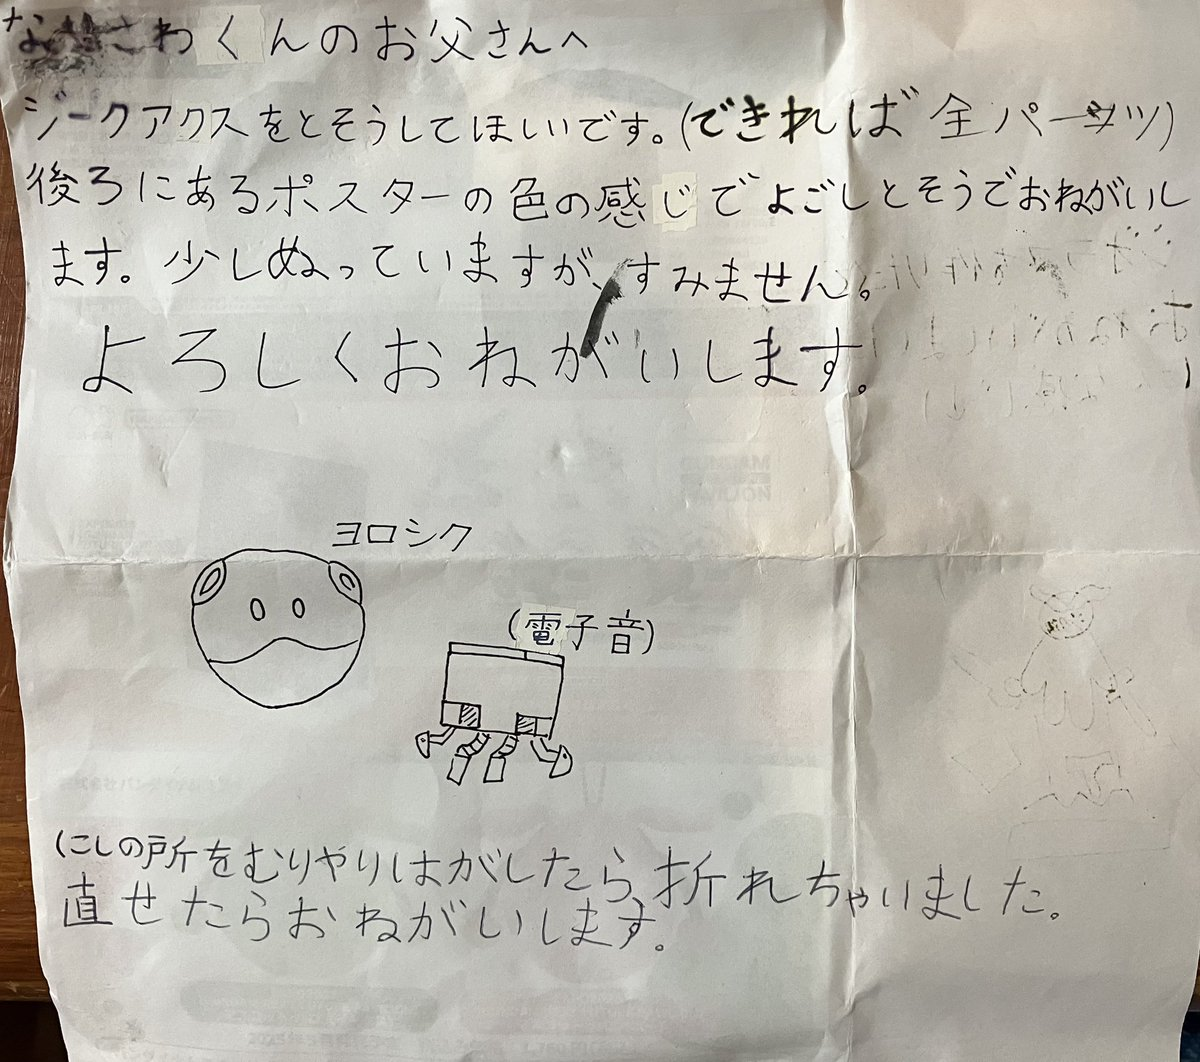 さわくんのお父さんへ
ジークアクスをとそうしてほしいです。(できれば全パーツ)
後ろにあるポスターの色の感じでよごしとそうでおねがいし
ます。少しぬっていますが、すみません。
よろしくおねがいします。
ヨロシク
(電子音)
(こしの所をむりやりはがしたら、折れちゃいました。
直せたらおねがいします。